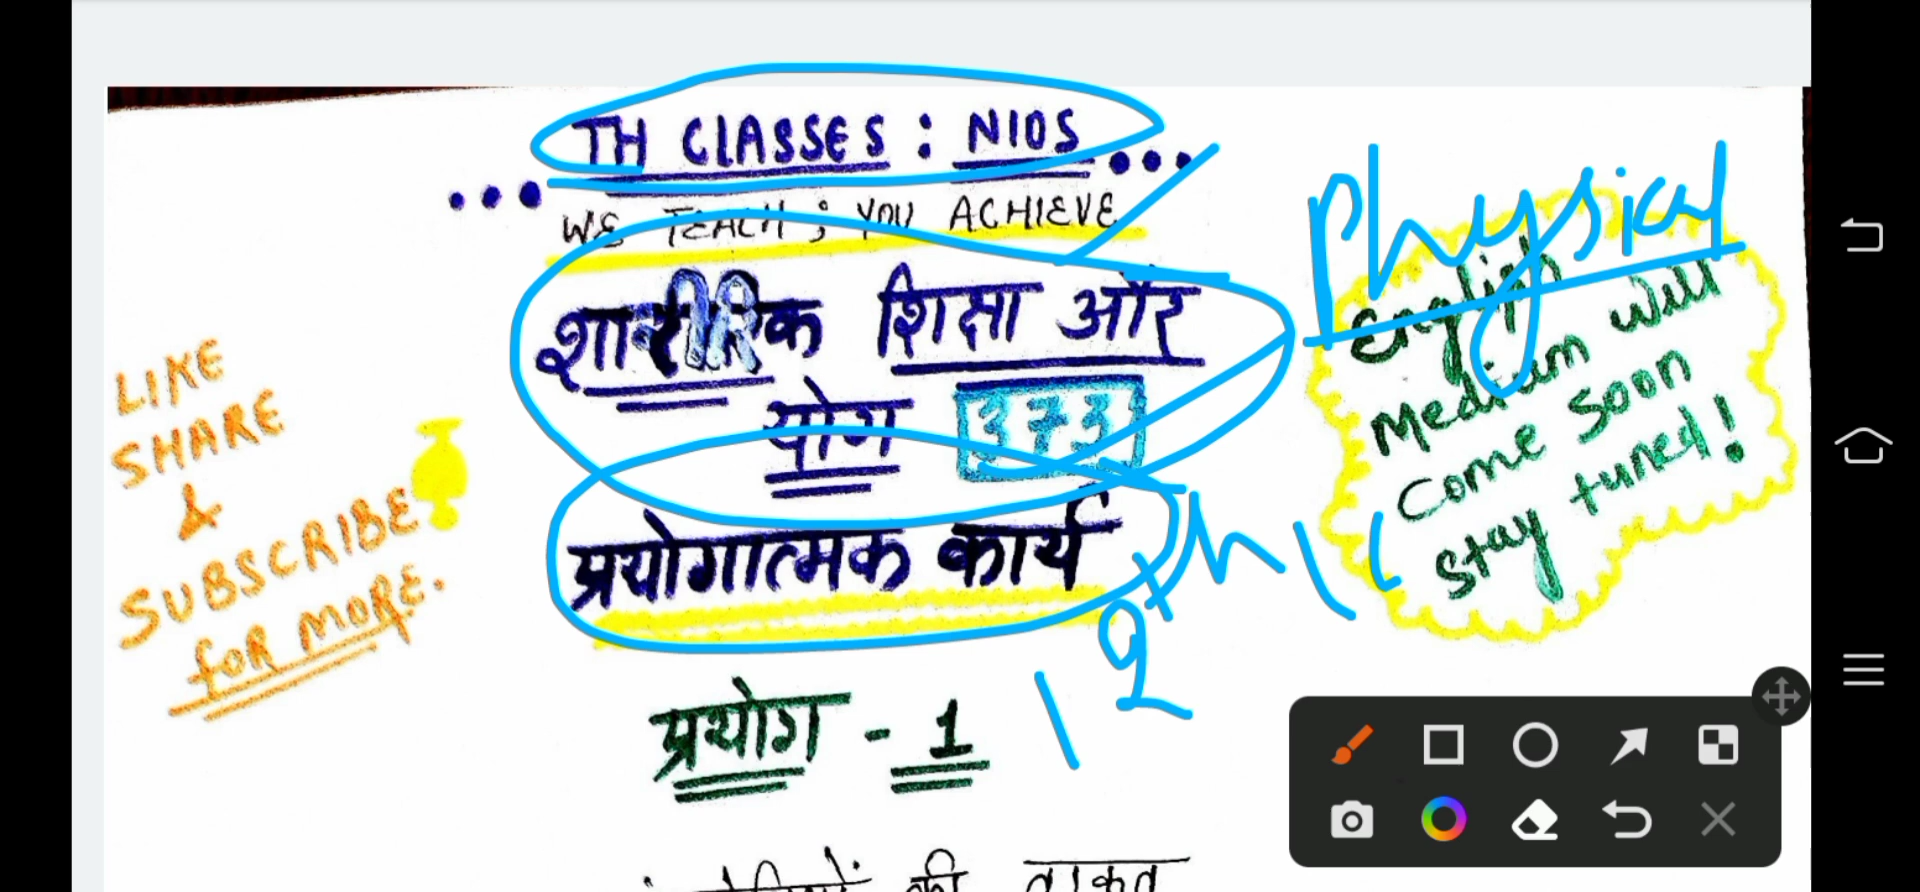 TH CLASSES : NIOS
WE TEACH ; YOU ACHIEVE
शारीरिक शिक्षा और
योग 373
प्रयोगात्मक कार्य
प्रयोग - 1
LIKE
SHARE
&
SUBSCRIBE
FOR MORE.
Physical
English
Medium will
Come Soon
Stay tuned!
12th
की ताकत